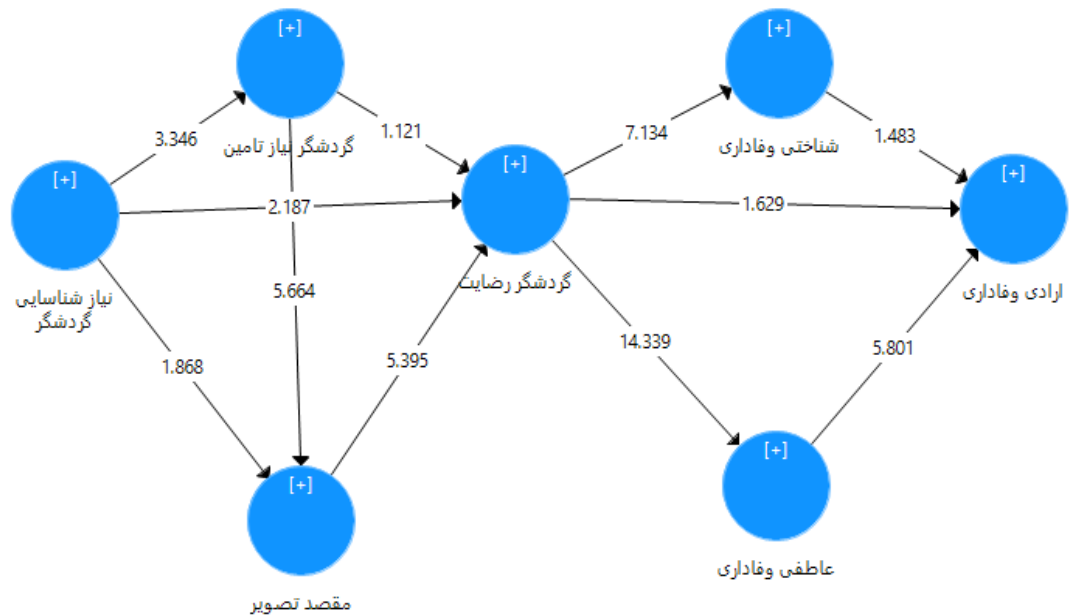 [+]
[+]
3.346
1.121
گردشگر نیاز تامین
7.134
شناختی وفاداری
1.483
[+]
[+]
[+]
2.187
1.629
نیاز شناسایی
گردشگر
5.664
گردشگر رضایت
ارادی وفاداری
1.868
5.395
14.339
5.801
[+]
[+]
مقصد تصویر
عاطفی وفاداری